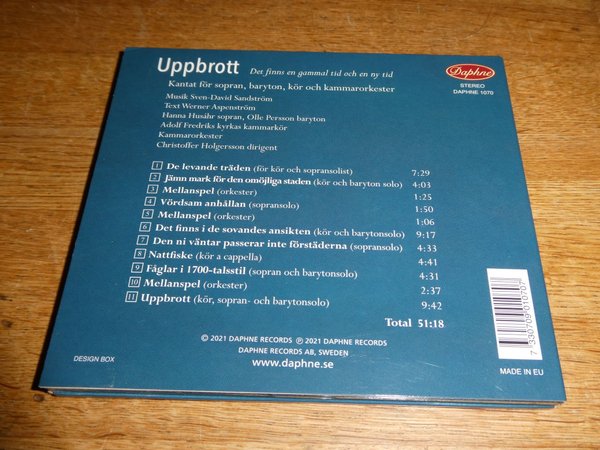 Uppbrott Det finns en gammal tid och en ny tid
Kantat för sopran, baryton, kör och kammarorkester
Musik Sven-David Sandström
Text Werner Aspenström
Hanna Husáhr sopran, Olle Persson baryton
Adolf Fredriks kyrkas kammarkör
Kammarorkester
Christoffer Holgersson dirigent
Daphne
STEREO
DAPHNE 1070
1 De levande träden (för kör och sopransolist) 7:29
2 Jämn mark för den omöjliga staden (kör och baryton solo) 4:03
3 Mellanspel (orkester) 1:25
4 Vördsam anhållan (sopransolo) 1:50
5 Mellanspel (orkester) 1:06
6 Det finns i de sovandes ansikten (kör och barytonsolo) 9:17
7 Den ni väntar passerar inte förstäderna (sopransolo) 4:33
8 Nattfiske (kör a cappella) 4:41
9 Fåglar i 1700-talsstil (sopran och barytonsolo) 4:31
10 Mellanspel (orkester) 2:37
11 Uppbrott (kör, sopran- och barytonsolo) 9:42
Total 51:18
© 2021 DAPHNE RECORDS ℗ 2021 DAPHNE RECORDS
DAPHNE RECORDS AB, SWEDEN
www.daphne.se
DESIGN BOX
7 330709 010707
MADE IN EU